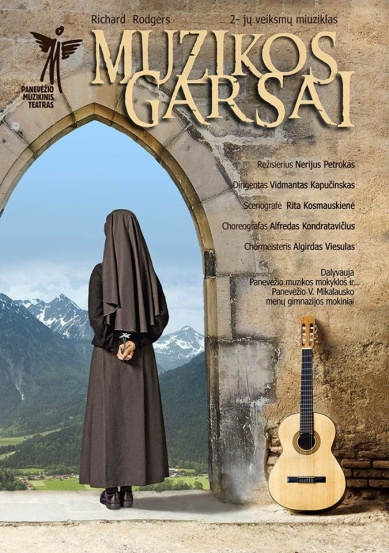 Richard Rodgers 2- jų veiksmų miuziklas
MUZIKOS
GARSAI
PANEVĖŽIO
MUZIKINIS
TEATRAS
Režisierius Nerijus Petrokas
Dirigentas Vidmantas Kapučinskas
Scenografė Rita Kosmauskienė
Choreografas Alfredas Kondratavičius
Chormeisteris Algirdas Viesulas
Dalyvauja
Panevėžio muzikos mokyklos ir
Panevėžio V. Mikalausko
menų gimnazijos mokiniai